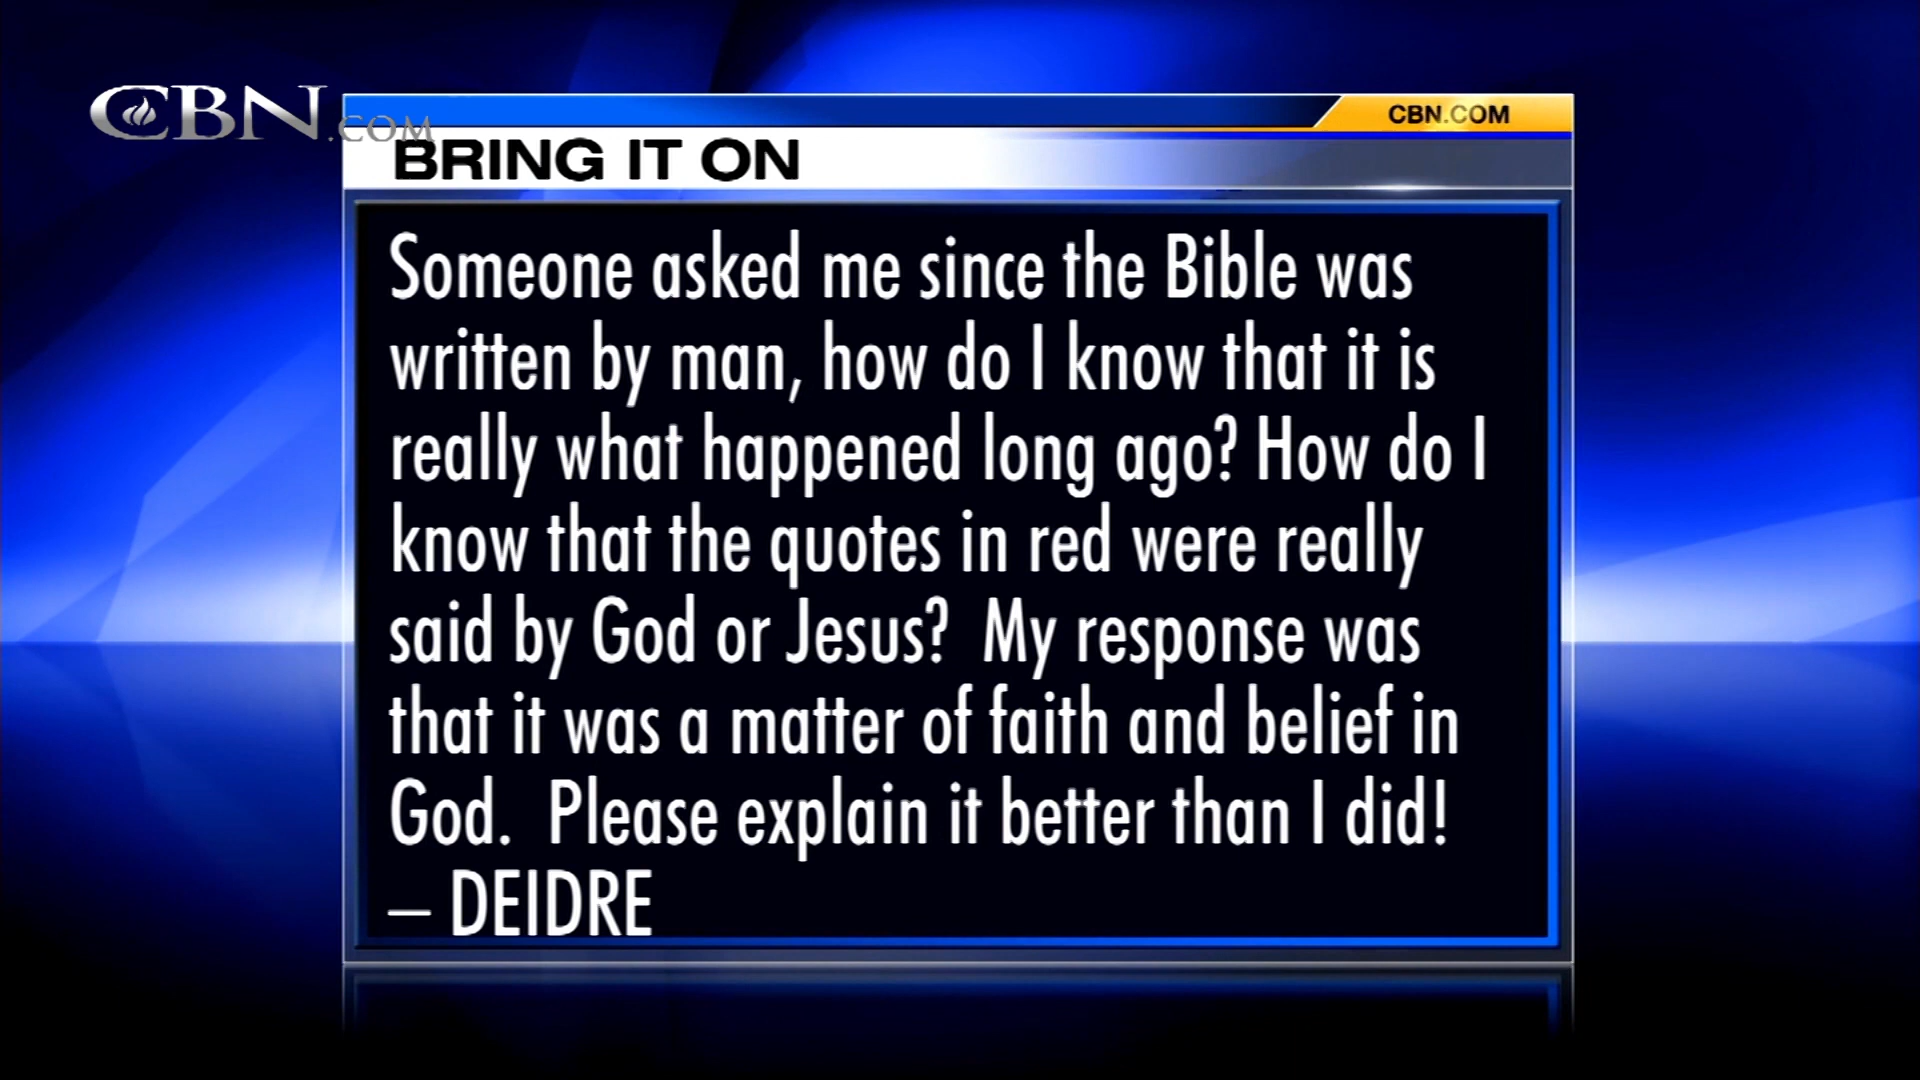 CBN.COM
CBN.COM
BRING IT ON
Someone asked me since the Bible was
written by man, how do I know that it is
really what happened long ago? How do I
know that the quotes in red were really
said by God or Jesus?  My response was
that it was a matter of faith and belief in
God.  Please explain it better than I did!
– DEIDRE